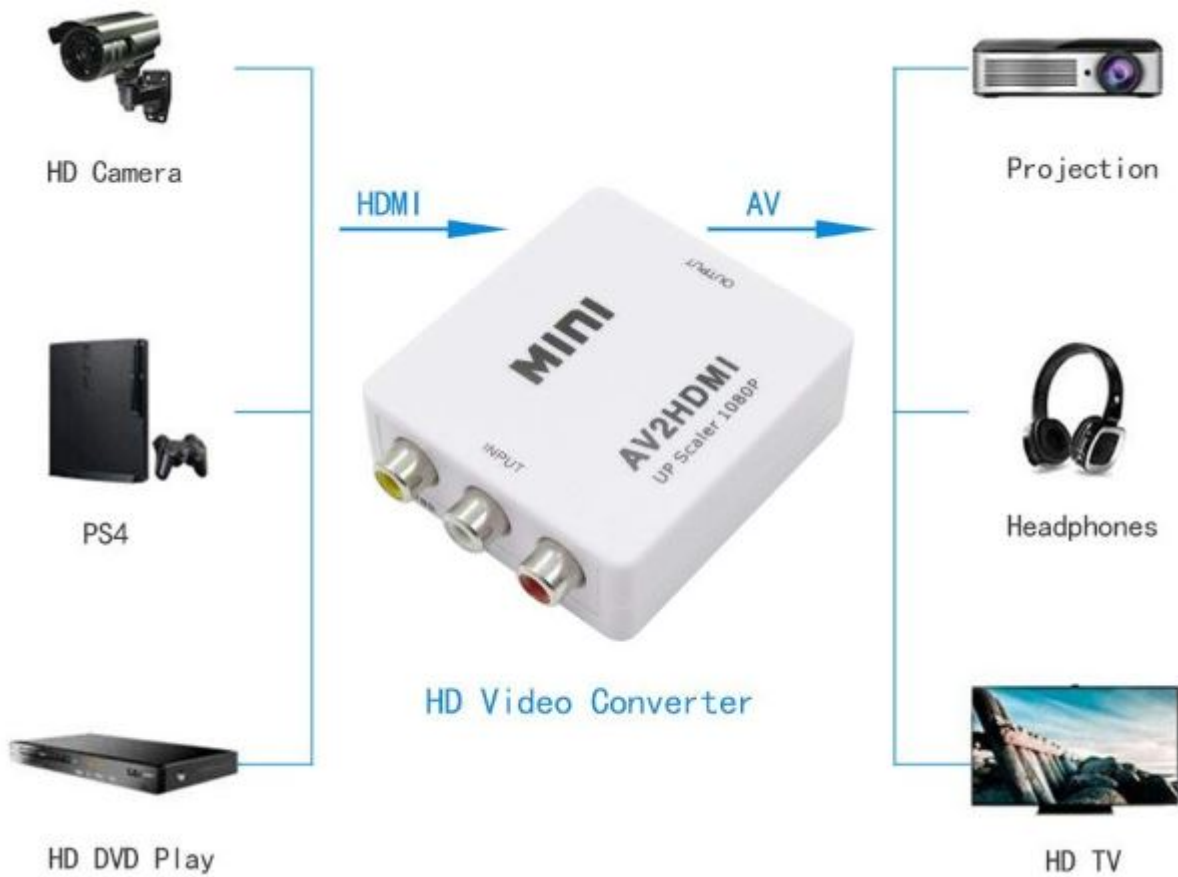 HD Camera
Projection
HDMI
AV
OUTPUT
MINI
AV2HDMI
UP Scaler 1080P
INPUT
PS4
Headphones
HD Video Converter
HD DVD Play
HD TV